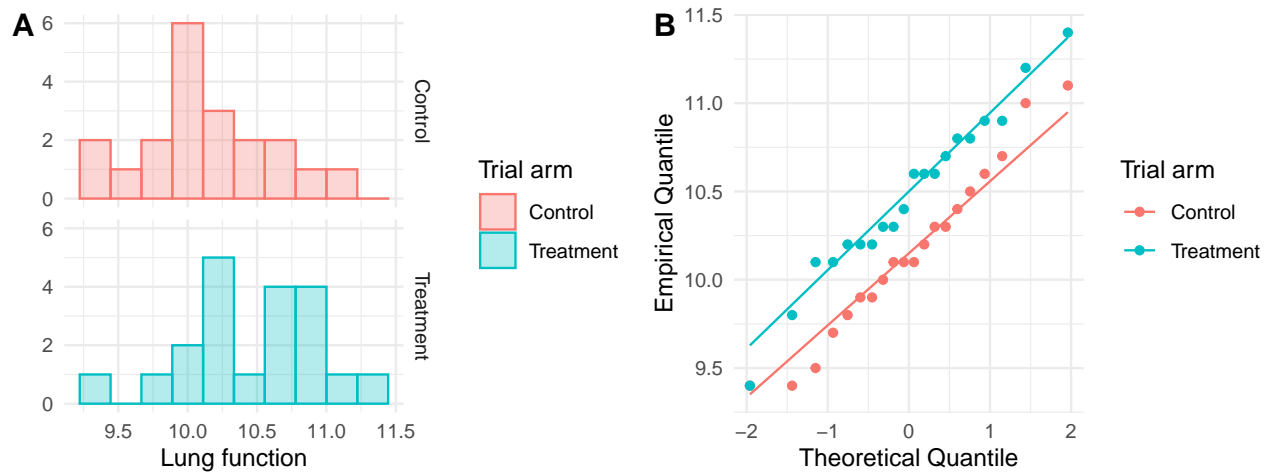 A
6
4
2
0
Control
6
4
2
0
Treatment
9.5 10.0 10.5 11.0 11.5
Lung function
Trial arm
Control
Treatment
B
11.5
11.0
10.5
10.0
9.5
Empirical Quantile
−2 −1 0 1 2
Theoretical Quantile
Trial arm
Control
Treatment